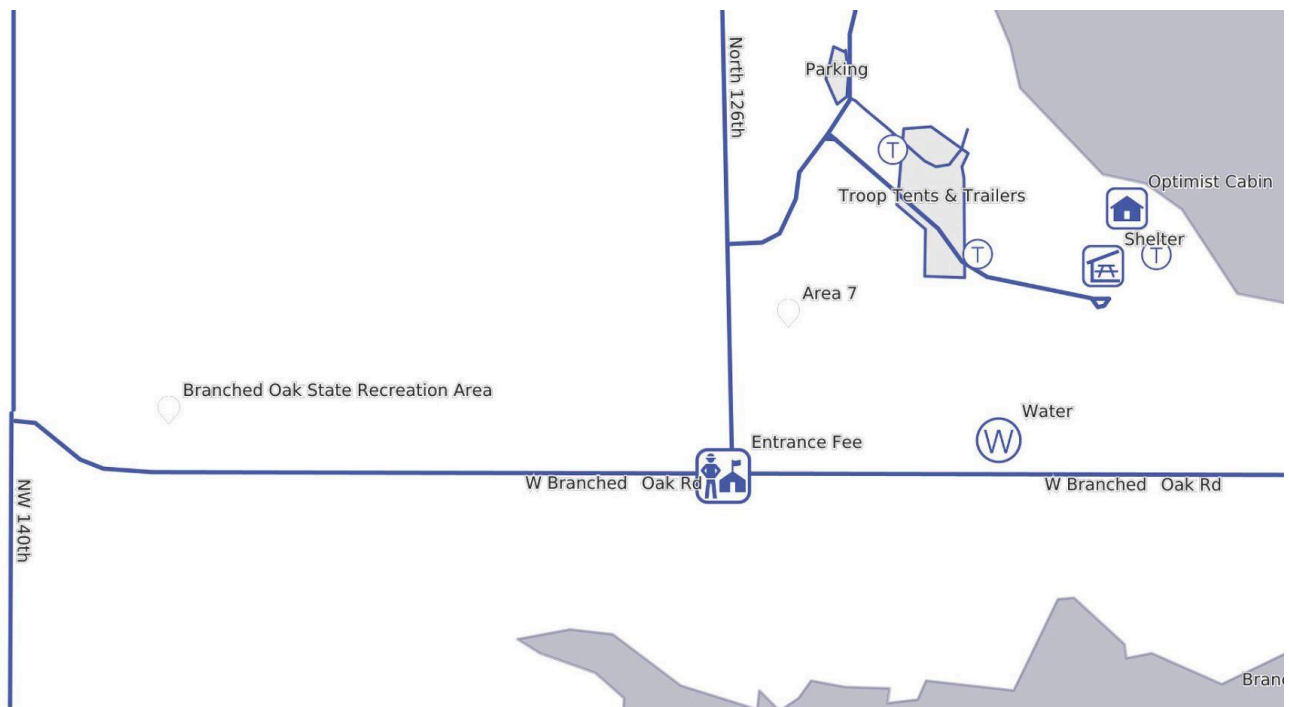 North 126th
Parking
T
Troop Tents & Trailers
Optimist Cabin
Shelter
T
T
Area 7
Branched Oak State Recreation Area
Water
W
Entrance Fee
W Branched Oak Rd
W Branched Oak Rd
NW 140th